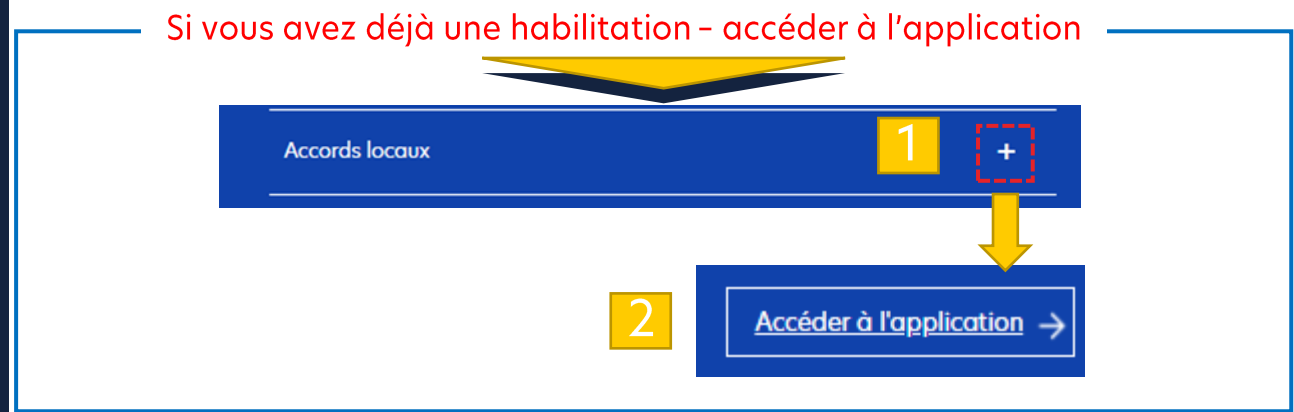 Si vous avez déjà une habilitation – accéder à l'application
Accords locaux 1 +
2 Accéder à l'application →